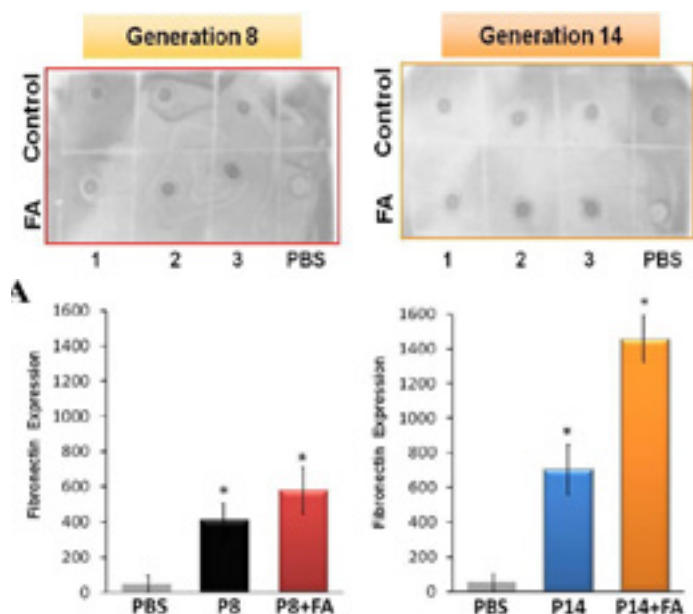 Generation 8
Generation 14
Control
FA
1 2 3 PBS
Control
FA
1 2 3 PBS
A
Fibronectin Expression
1600
1400
1200
1000
800
600
400
200
0
*
*
PBS P8 P8+FA
Fibronectin Expression
1600
1400
1200
1000
800
600
400
200
0
*
*
PBS P14 P14+FA